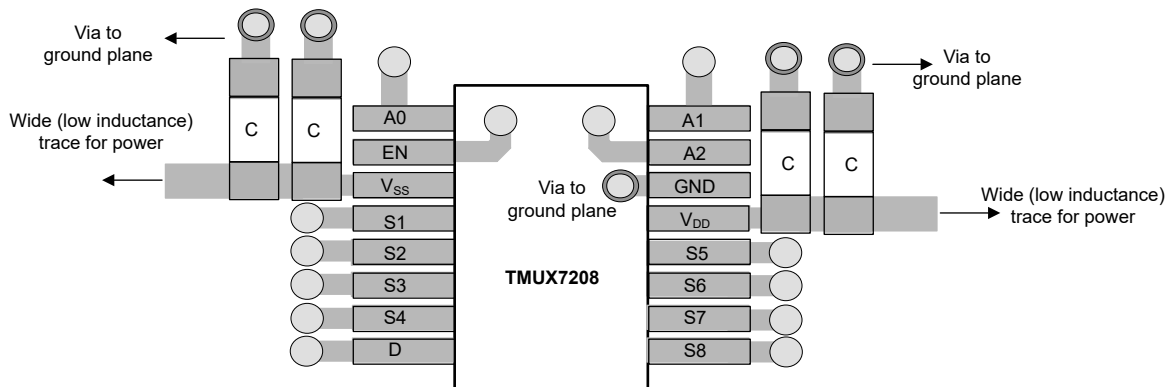 Via to
ground plane
Wide (low inductance)
trace for power
C
C
A0
EN
VSS
S1
S2
S3
S4
D
TMUX7208
Via to
ground plane
A1
A2
GND
VDD
S5
S6
S7
S8
C
C
Via to
ground plane
Wide (low inductance)
trace for power